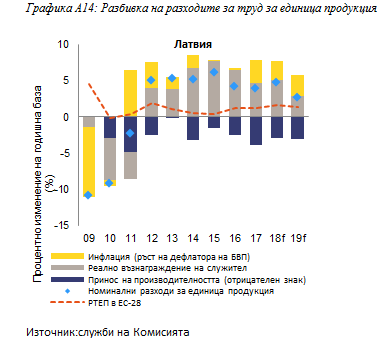 Графика A14: Разбивка на разходите за труд за единица продукция
Латвия
Процентно изменение на годишна база
(%)
10
5
0
-5
-10
-15
09 10 11 12 13 14 15 16 17 18f 19f
Инфлация (ръст на дефлатора на БВП)
Реално възнаграждение на служител
Принос на производителността (отрицателен знак)
Номинални разходи за единица продукция
РТЕП в ЕС-28
Източник:служби на Комисията